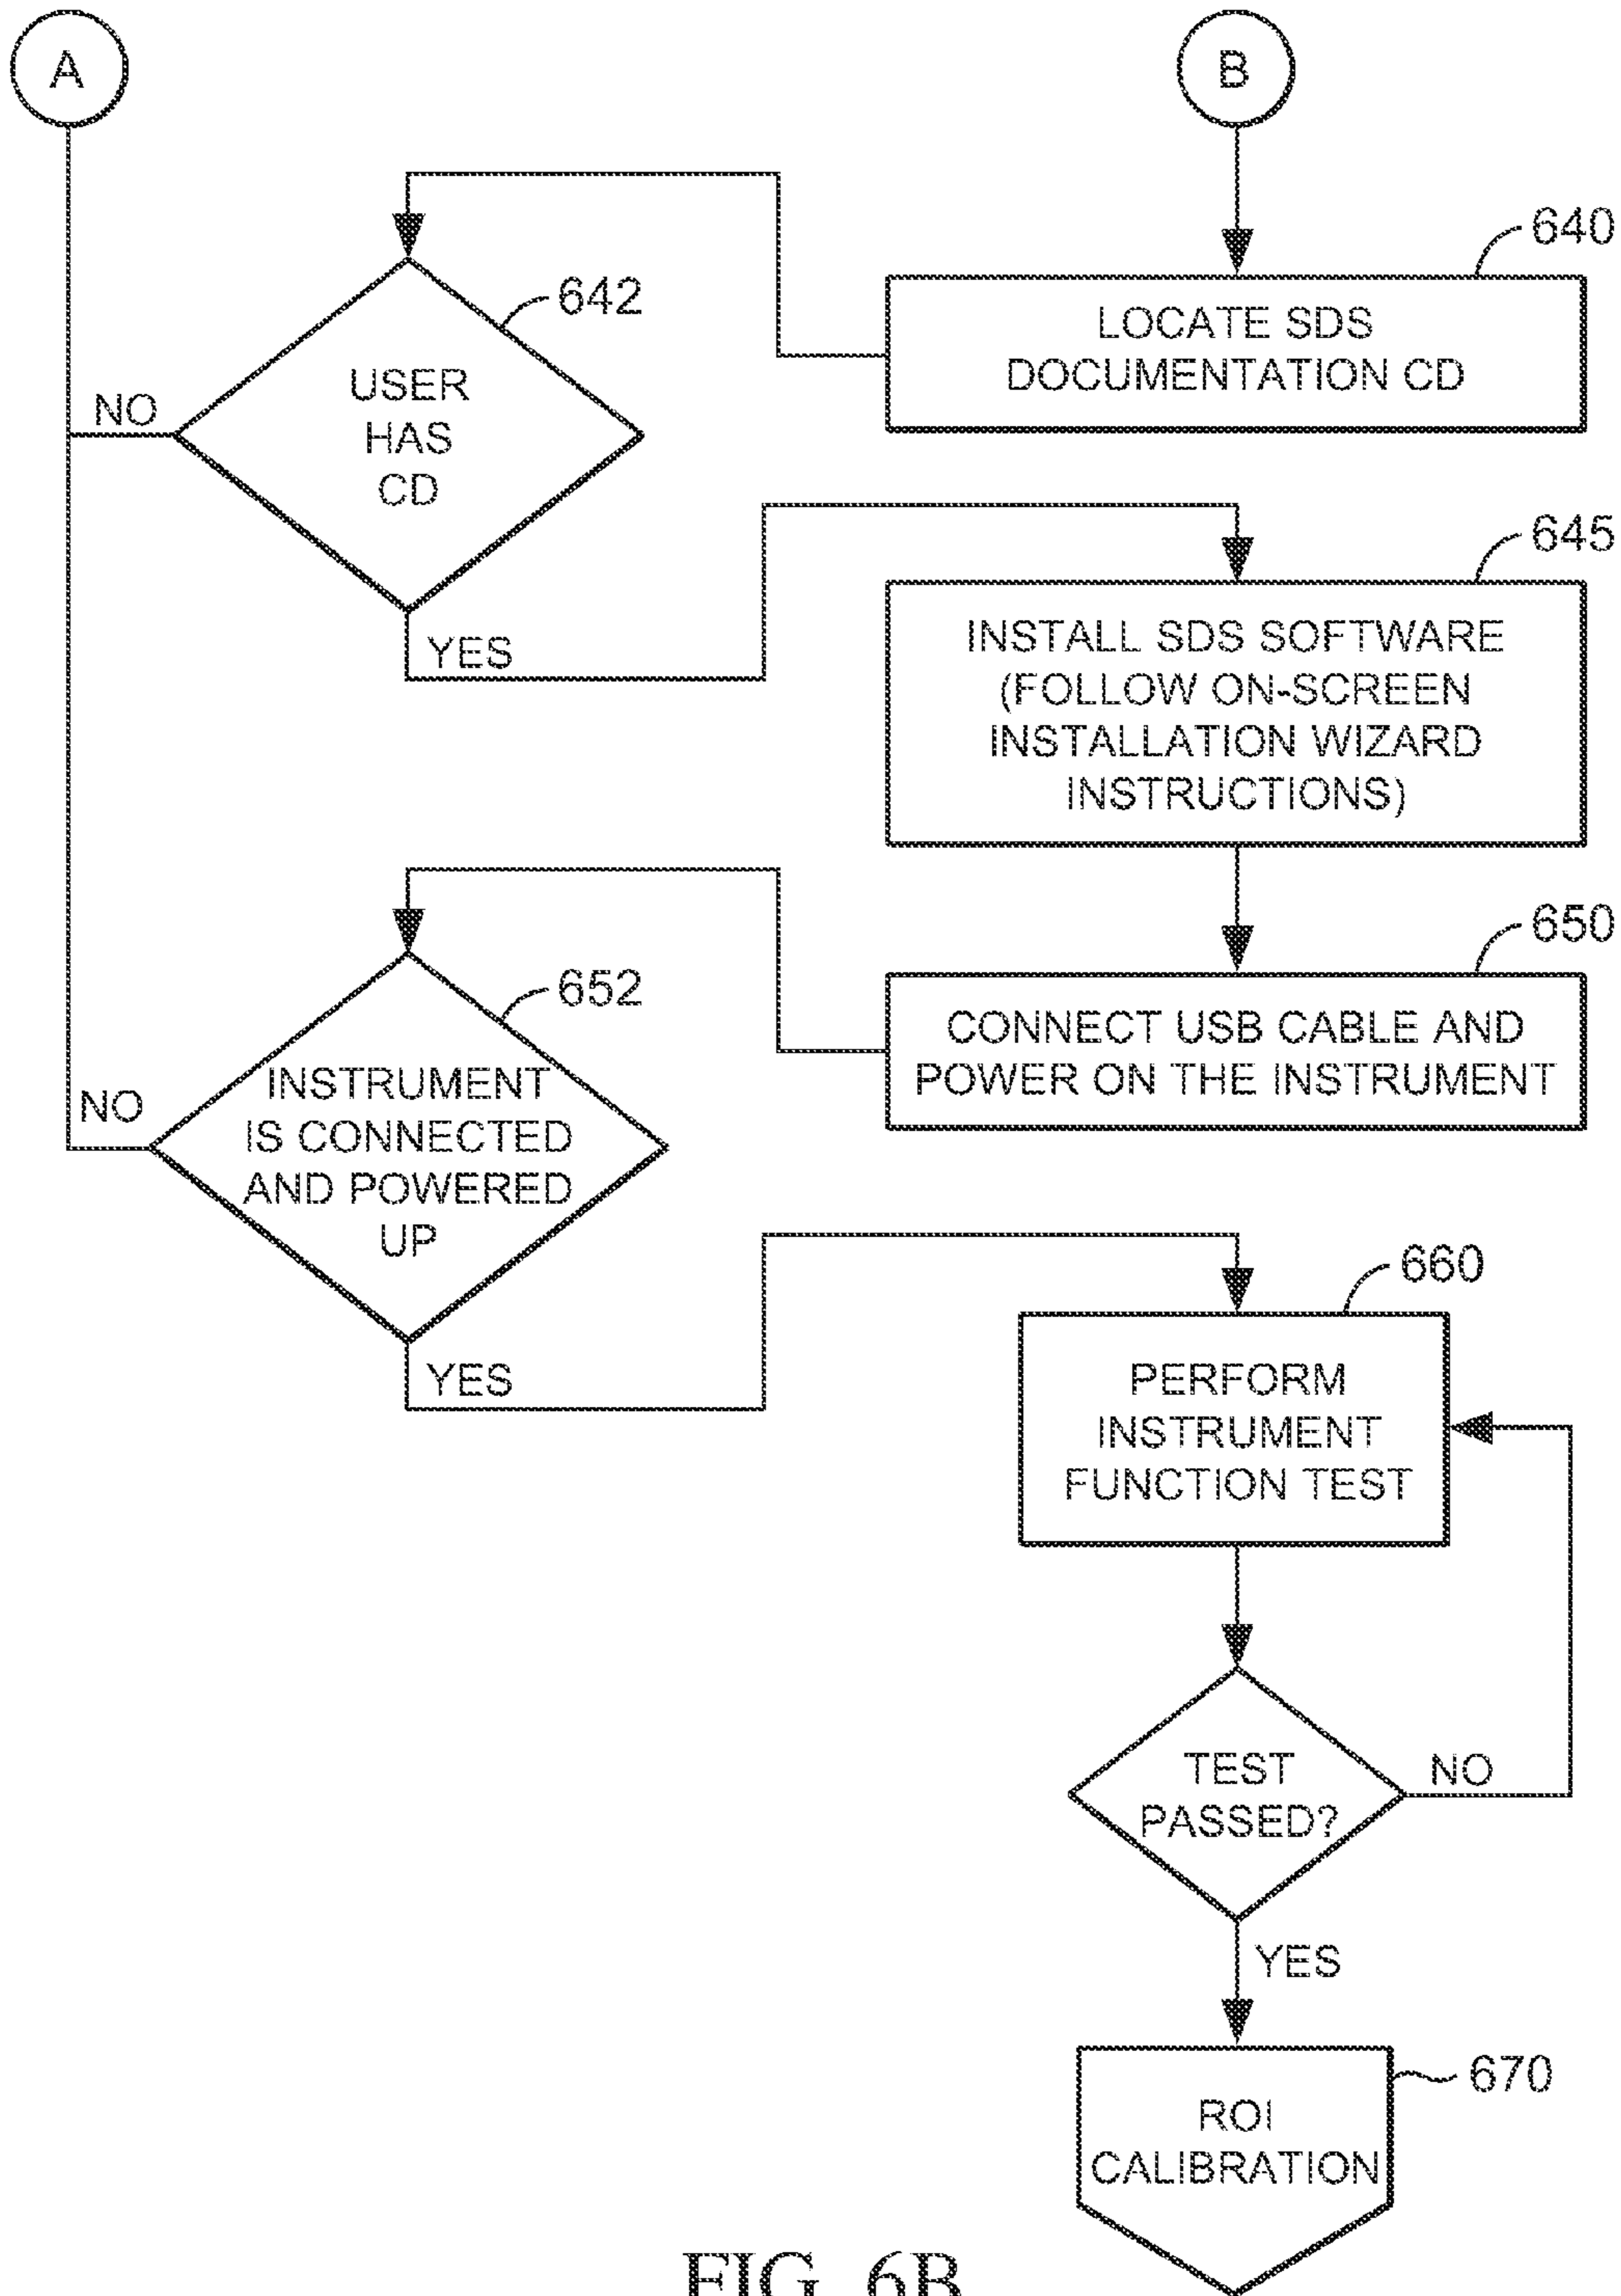 A
B
640
LOCATE SDS
DOCUMENTATION CD
642
USER
HAS
CD
NO
YES
645
INSTALL SDS SOFTWARE
(FOLLOW ON-SCREEN
INSTALLATION WIZARD
INSTRUCTIONS)
650
CONNECT USB CABLE AND
POWER ON THE INSTRUMENT
652
INSTRUMENT
IS CONNECTED
AND POWERED
UP
NO
YES
660
PERFORM
INSTRUMENT
FUNCTION TEST
TEST
PASSED?
NO
YES
670
ROI
CALIBRATION
FIG. 6B